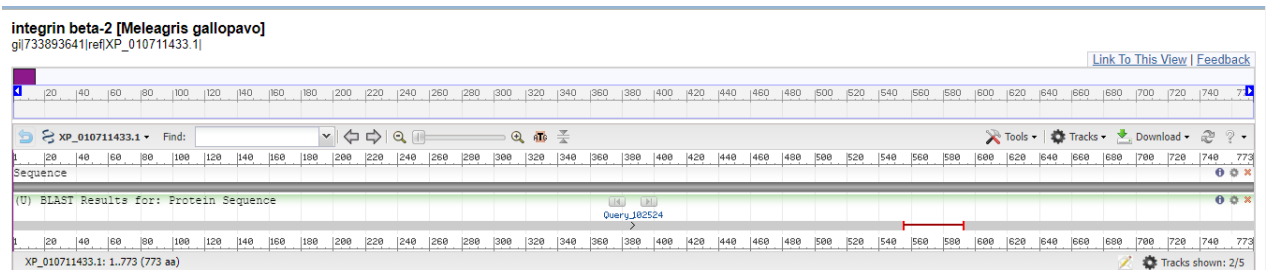 integrin beta-2 [Meleagris gallopavo]
gi|733893641|ref|XP_010711433.1|
Link To This View | Feedback
20 40 60 80 100 120 140 160 180 200 220 240 260 280 300 320 340 360 380 400 420 440 460 480 500 520 540 560 580 600 620 640 660 680 700 720 740 773
XP_010711433.1 Find: Tools Tracks Download ?
1 20 40 60 80 100 120 140 160 180 200 220 240 260 280 300 320 340 360 380 400 420 440 460 480 500 520 540 560 580 600 620 640 660 680 700 720 740 773
Sequence
(U) BLAST Results for: Protein Sequence
Query_102524
1 20 40 60 80 100 120 140 160 180 200 220 240 260 280 300 320 340 360 380 400 420 440 460 480 500 520 540 560 580 600 620 640 660 680 700 720 740 773
XP_010711433.1: 1..773 (773 aa) Tracks shown: 2/5